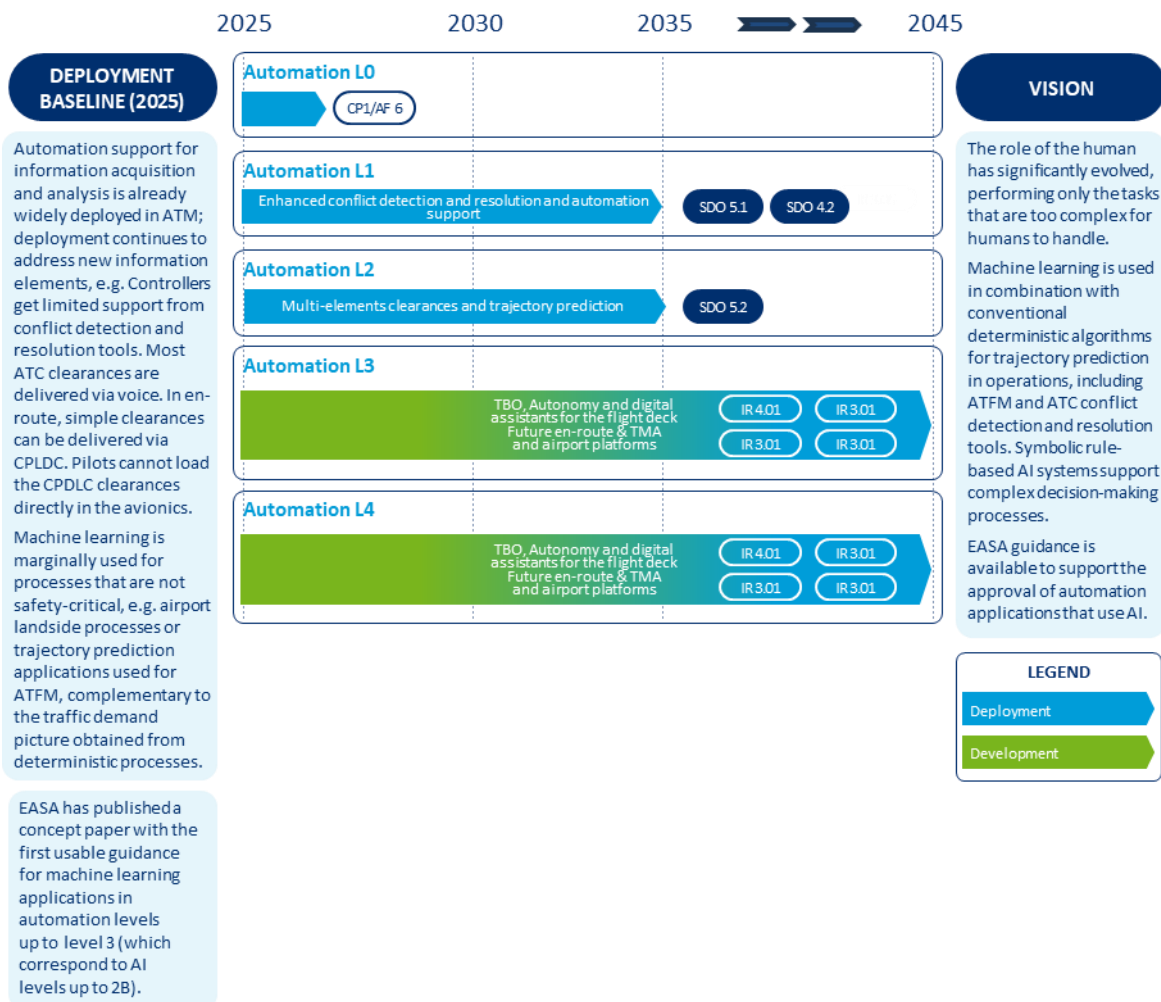 2025
2030
2035
2045
DEPLOYMENT
BASELINE (2025)
Automation support for
information acquisition
and analysis is already
widely deployed in ATM;
deployment continues to
address new information
elements, e.g. Controllers
get limited support from
conflict detection and
resolution tools. Most
ATC clearances are
delivered via voice. In en-
route, simple clearances
can be delivered via
CPLDC. Pilots cannot load
the CPDLC clearances
directly in the avionics.
Machine learning is
marginally used for
processes that are not
safety-critical, e.g. airport
landside processes or
trajectory prediction
applications used for
ATFM, complementary to
the traffic demand
picture obtained from
deterministic processes.
EASA has published a
concept paper with the
first usable guidance
for machine learning
applications in
automation levels
up to level 3 (which
correspond to AI
levels up to 2B).
Automation L0
CP1/AF 6
Automation L1
Enhanced conflict detection and resolution and automation
support
SDO 5.1
SDO 4.2
Automation L2
Multi-elements clearances and trajectory prediction
SDO 5.2
Automation L3
TBO, Autonomy and digital
assistants for the flight deck
Future en-route & TMA
and airport platforms
IR 4.01
IR 3.01
IR 3.01
IR 3.01
Automation L4
TBO, Autonomy and digital
assistants for the flight deck
Future en-route & TMA
and airport platforms
IR 4.01
IR 3.01
IR 3.01
IR 3.01
VISION
The role of the human
has significantly evolved,
performing only the tasks
that are too complex for
humans to handle.
Machine learning is used
in combination with
conventional
deterministic algorithms
for trajectory prediction
in operations, including
ATFM and ATC conflict
detection and resolution
tools. Symbolic rule-
based AI systems support
complex decision-making
processes.
EASA guidance is
available to support the
approval of automation
applications that use AI.
LEGEND
Deployment
Development